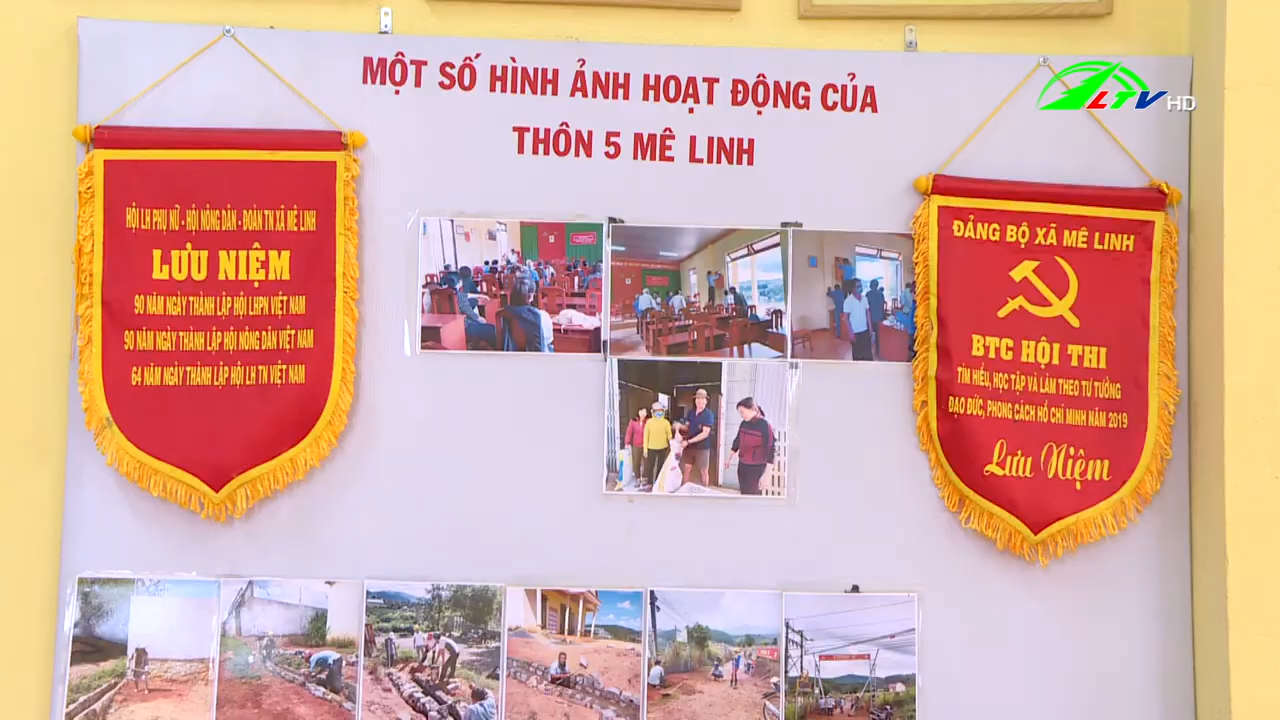 MỘT SỐ HÌNH ẢNH HOẠT ĐỘNG CỦA
THÔN 5 MÊ LINH
LTV HD
HỘI LH PHỤ NỮ - HỘI NÔNG DÂN - ĐOÀN TN XÃ MÊ LINH
LƯU NIỆM
90 NĂM NGÀY THÀNH LẬP HỘI LHPN VIỆT NAM
90 NĂM NGÀY THÀNH LẬP HỘI NÔNG DÂN VIỆT NAM
64 NĂM NGÀY THÀNH LẬP HỘI LH TN VIỆT NAM
ĐẢNG BỘ XÃ MÊ LINH
BTC HỘI THI
TÌM HIỂU, HỌC TẬP VÀ LÀM THEO TƯ TƯỞNG
ĐẠO ĐỨC, PHONG CÁCH HỒ CHÍ MINH NĂM 2019
Lưu Niệm